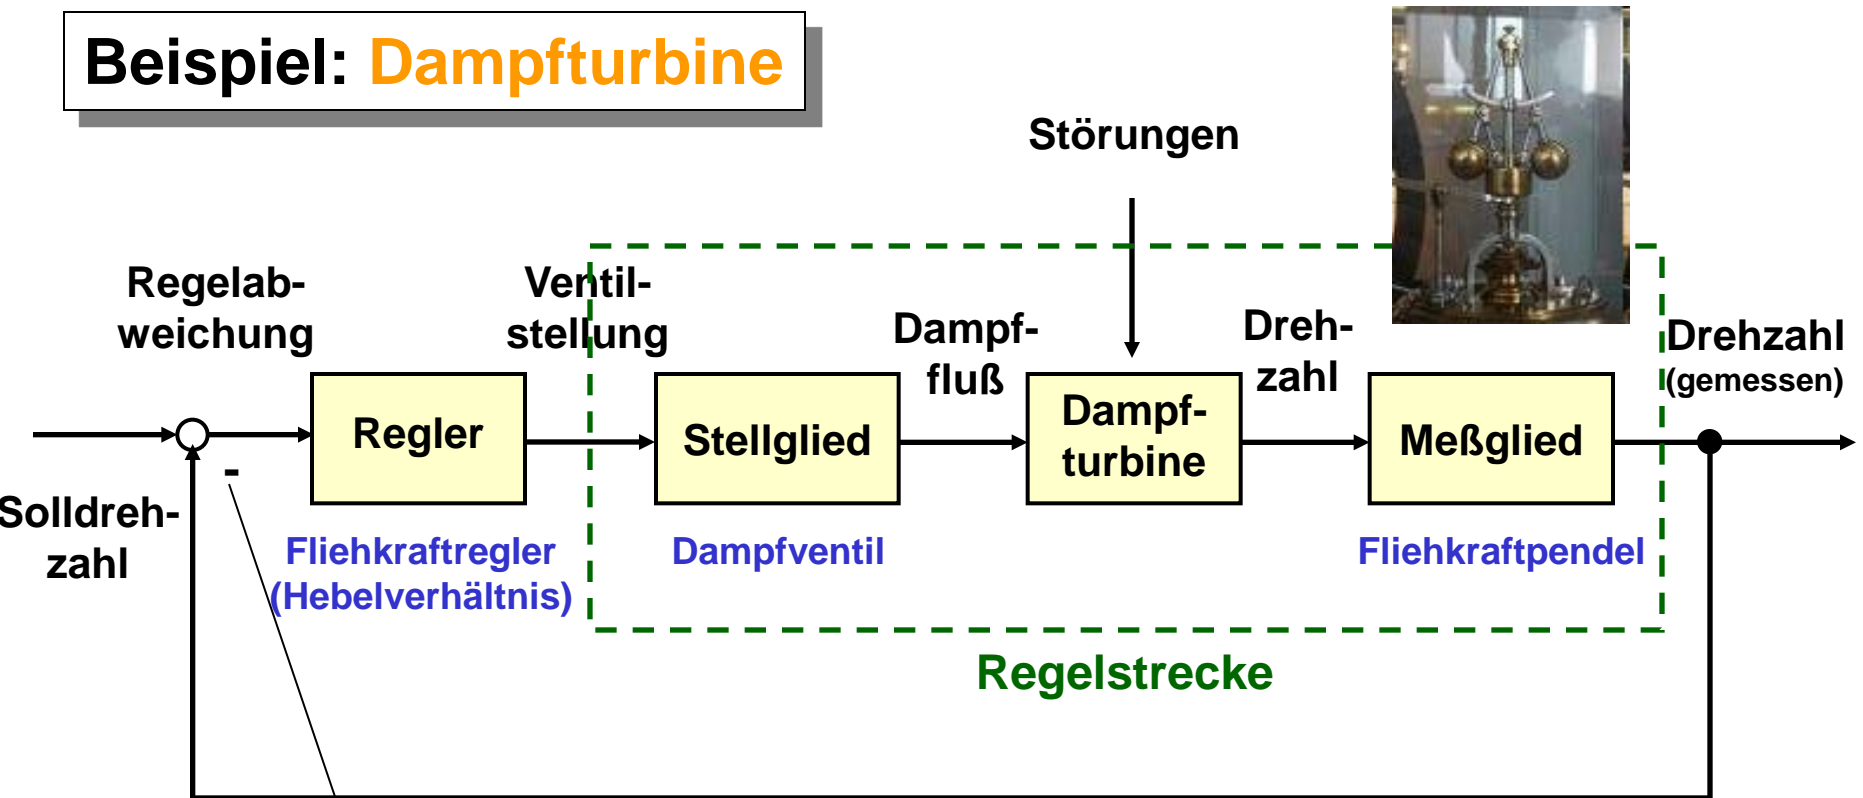 Beispiel: Dampfturbine
Störungen
Regelab-
weichung
Ventil-
stellung
Dampf-
fluß
Dreh-
zahl
Drehzahl
(gemessen)
Regler
Stellglied
Dampf-
turbine
Meßglied
-
Solldreh-
zahl
Fliehkraftregler
(Hebelverhältnis)
Dampfventil
Fliehkraftpendel
Regelstrecke